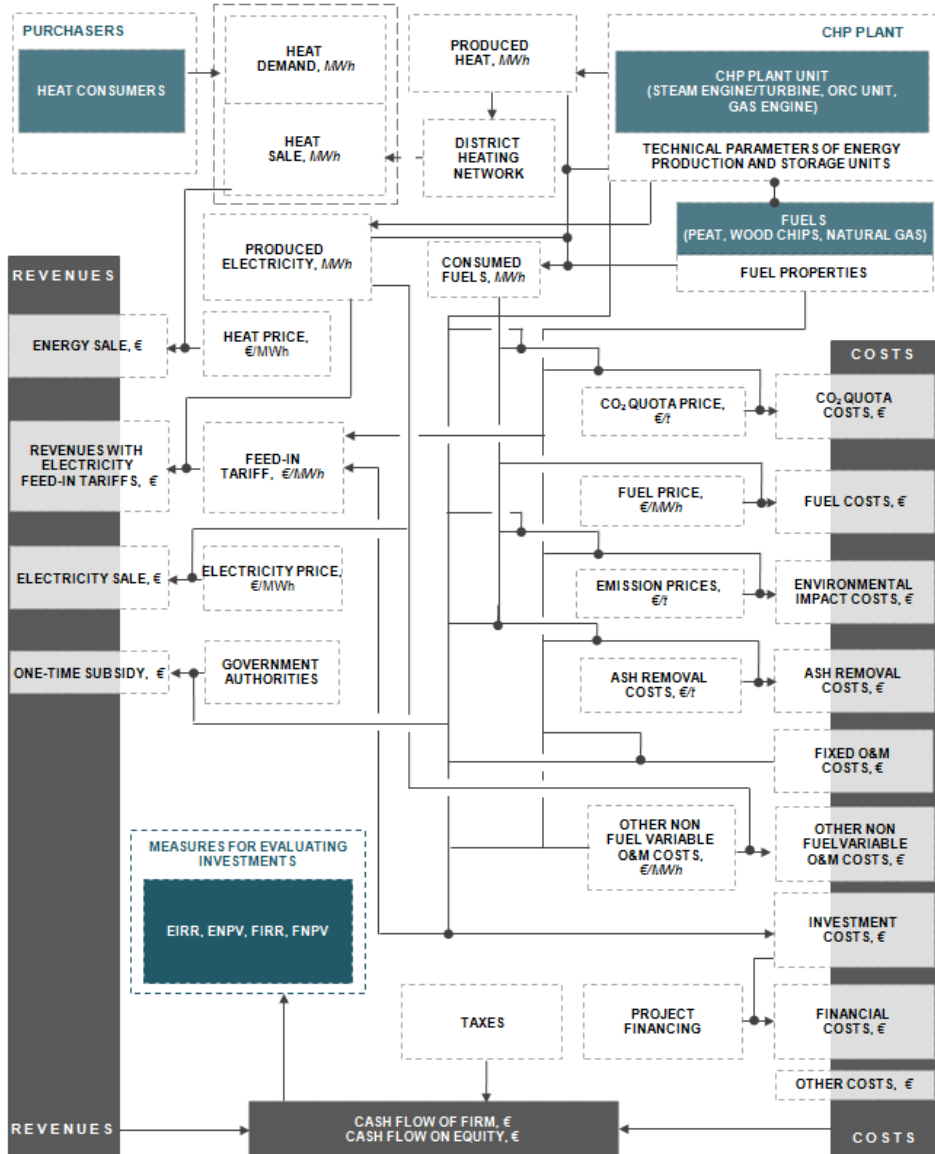 PURCHASERS
HEAT CONSUMERS
HEAT
DEMAND, MWh
HEAT
SALE, MWh
PRODUCED
HEAT, MWh
DISTRICT
HEATING
NETWORK
CHP PLANT
CHP PLANT UNIT
(STEAM ENGINE/TURBINE, ORC UNIT,
GAS ENGINE)
TECHNICAL PARAMETERS OF ENERGY
PRODUCTION AND STORAGE UNITS
FUELS
(PEAT, WOOD CHIPS, NATURAL GAS)
FUEL PROPERTIES
PRODUCED
ELECTRICITY, MWh
CONSUMED
FUELS, MWh
REVENUES
ENERGY SALE, €
HEAT PRICE,
€/MWh
REVENUES WITH
ELECTRICITY
FEED-IN TARIFFS, €
FEED-IN
TARIFF, €/MWh
ELECTRICITY SALE, €
ELECTRICITY PRICE,
€/MWh
ONE-TIME SUBSIDY, €
GOVERNMENT
AUTHORITIES
COSTS
CO₂ QUOTA PRICE,
€/t
CO₂ QUOTA
COSTS, €
FUEL PRICE,
€/MWh
FUEL COSTS, €
EMISSION PRICES,
€/t
ENVIRONMENTAL
IMPACT COSTS, €
ASH REMOVAL
COSTS, €/t
ASH REMOVAL
COSTS, €
FIXED O&M
COSTS, €
OTHER NON
FUEL VARIABLE
O&M COSTS,
€/MWh
OTHER NON
FUELVARIABLE
O&M COSTS, €
MEASURES FOR EVALUATING
INVESTMENTS
EIRR, ENPV, FIRR, FNPV
INVESTMENT
COSTS, €
TAXES
PROJECT
FINANCING
FINANCIAL
COSTS, €
OTHER COSTS, €
REVENUES
CASH FLOW OF FIRM, €
CASH FLOW ON EQUITY, €
COSTS